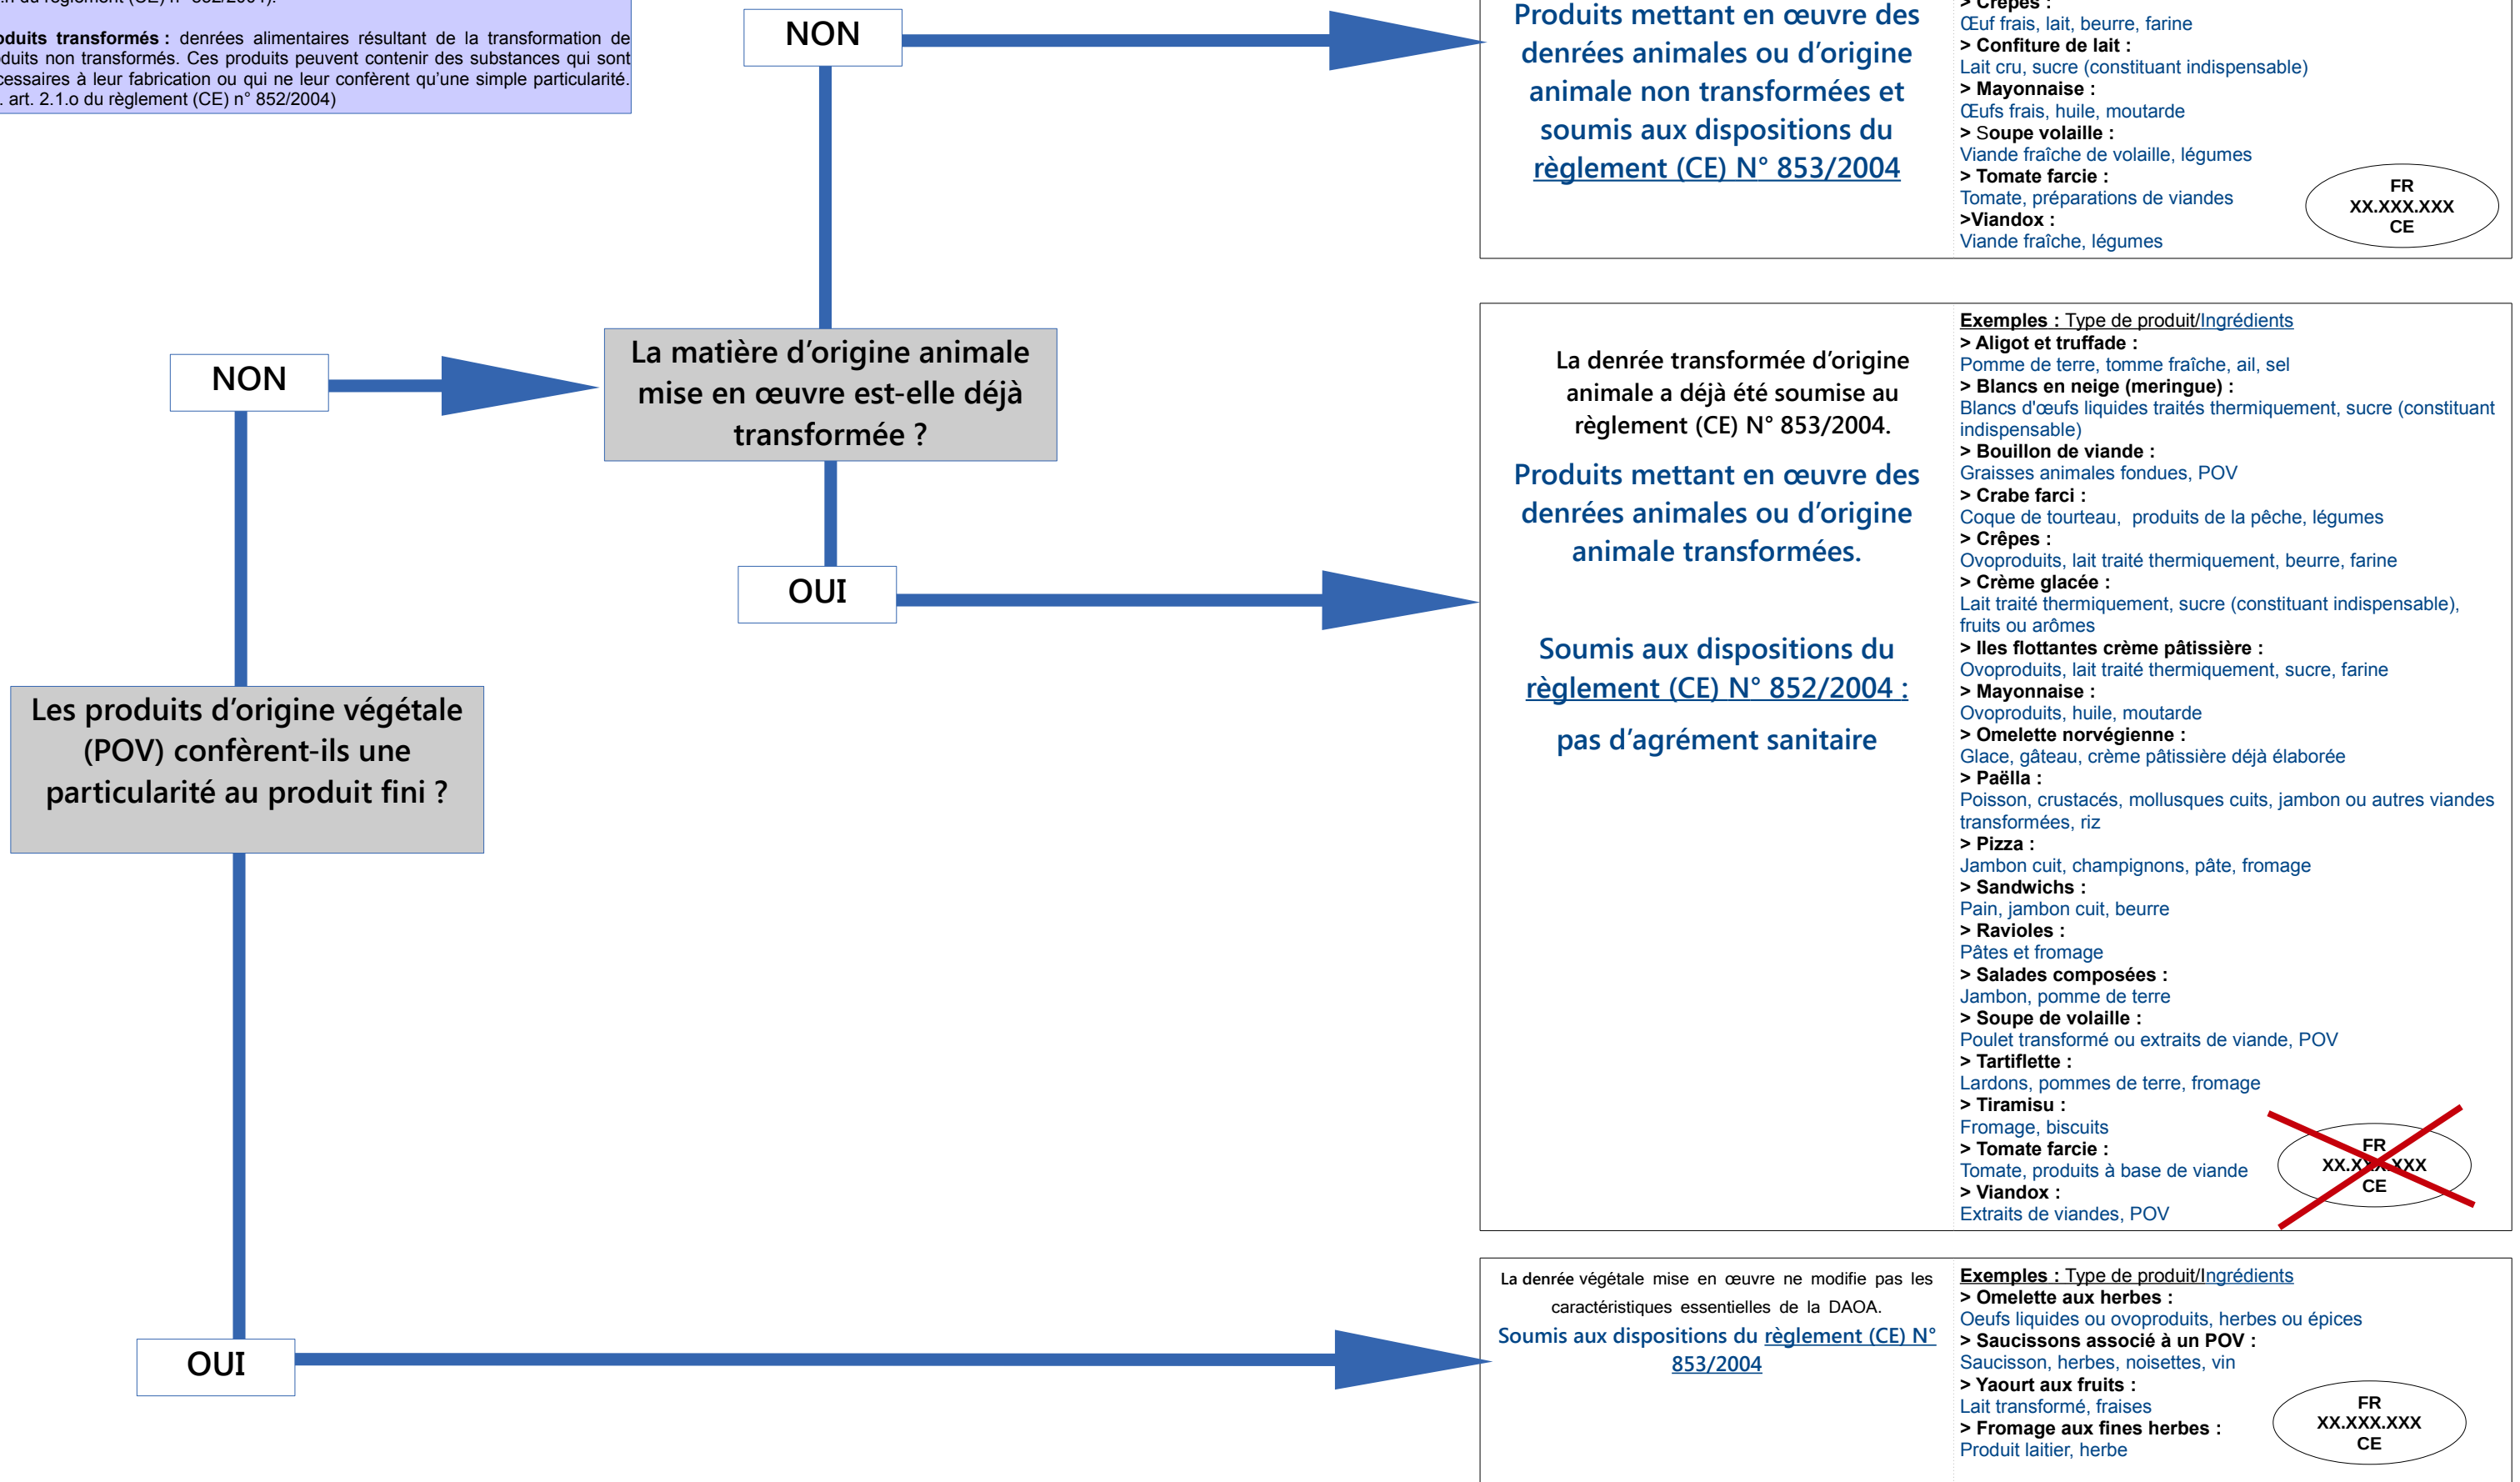 du règlement (CE) n° 852/2004).
oduits transformés : denrées alimentaires résultant de la transformation de
oduits non transformés. Ces produits peuvent contenir des substances qui sont
cessaires à leur fabrication ou qui ne leur confèrent qu'une simple particularité.
. art. 2.1.o du règlement (CE) n° 852/2004)
NON
Produits mettant en œuvre des
denrées animales ou d'origine
animale non transformées et
soumis aux dispositions du
règlement (CE) N° 853/2004
> Crêpes :
Œuf frais, lait, beurre, farine
> Confiture de lait :
Lait cru, sucre (constituant indispensable)
> Mayonnaise :
Œufs frais, huile, moutarde
> Soupe volaille :
Viande fraîche de volaille, légumes
> Tomate farcie :
Tomate, préparations de viandes
>Viandox :
Viande fraîche, légumes
FR
XX.XXX.XXX
CE
NON
La matière d'origine animale
mise en œuvre est-elle déjà
transformée ?
OUI
Les produits d'origine végétale
(POV) confèrent-ils une
particularité au produit fini ?
OUI
La denrée transformée d'origine
animale a déjà été soumise au
règlement (CE) N° 853/2004.
Produits mettant en œuvre des
denrées animales ou d'origine
animale transformées.
Soumis aux dispositions du
règlement (CE) N° 852/2004 :
pas d'agrément sanitaire
Exemples : Type de produit/Ingrédients
> Aligot et truffade :
Pomme de terre, tomme fraîche, ail, sel
> Blancs en neige (meringue) :
Blancs d'œufs liquides traités thermiquement, sucre (constituant
indispensable)
> Bouillon de viande :
Graisses animales fondues, POV
> Crabe farci :
Coque de tourteau, produits de la pêche, légumes
> Crêpes :
Ovoproduits, lait traité thermiquement, beurre, farine
> Crème glacée :
Lait traité thermiquement, sucre (constituant indispensable),
fruits ou arômes
> Iles flottantes crème pâtissière :
Ovoproduits, lait traité thermiquement, sucre, farine
> Mayonnaise :
Ovoproduits, huile, moutarde
> Omelette norvégienne :
Glace, gâteau, crème pâtissière déjà élaborée
> Paëlla :
Poisson, crustacés, mollusques cuits, jambon ou autres viandes
transformées, riz
> Pizza :
Jambon cuit, champignons, pâte, fromage
> Sandwichs :
Pain, jambon cuit, beurre
> Ravioles :
Pâtes et fromage
> Salades composées :
Jambon, pomme de terre
> Soupe de volaille :
Poulet transformé ou extraits de viande, POV
> Tartiflette :
Lardons, pommes de terre, fromage
> Tiramisu :
Fromage, biscuits
> Tomate farcie :
Tomate, produits à base de viande
> Viandox :
Extraits de viandes, POV
FR
XX.XXX.XXX
CE
La denrée végétale mise en œuvre ne modifie pas les
caractéristiques essentielles de la DAOA.
Soumis aux dispositions du règlement (CE) N°
853/2004
Exemples : Type de produit/Ingrédients
> Omelette aux herbes :
Oeufs liquides ou ovoproduits, herbes ou épices
> Saucissons associé à un POV :
Saucisson, herbes, noisettes, vin
> Yaourt aux fruits :
Lait transformé, fraises
> Fromage aux fines herbes :
Produit laitier, herbe
FR
XX.XXX.XXX
CE